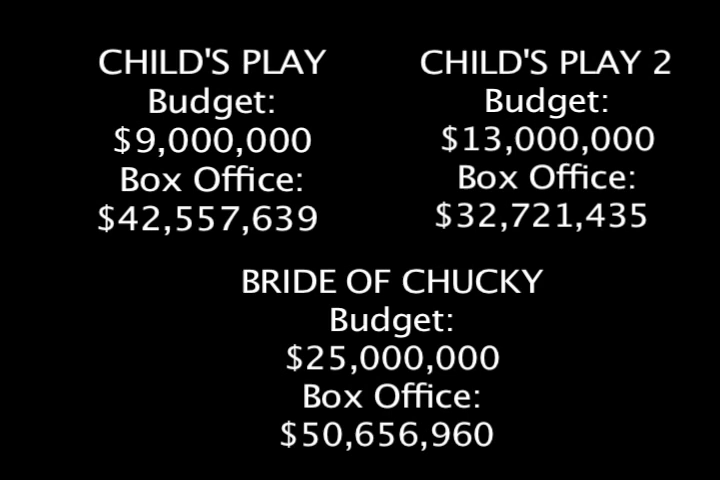 CHILD'S PLAY
Budget:
$9,000,000
Box Office:
$42,557,639
CHILD'S PLAY 2
Budget:
$13,000,000
Box Office:
$32,721,435
BRIDE OF CHUCKY
Budget:
$25,000,000
Box Office:
$50,656,960